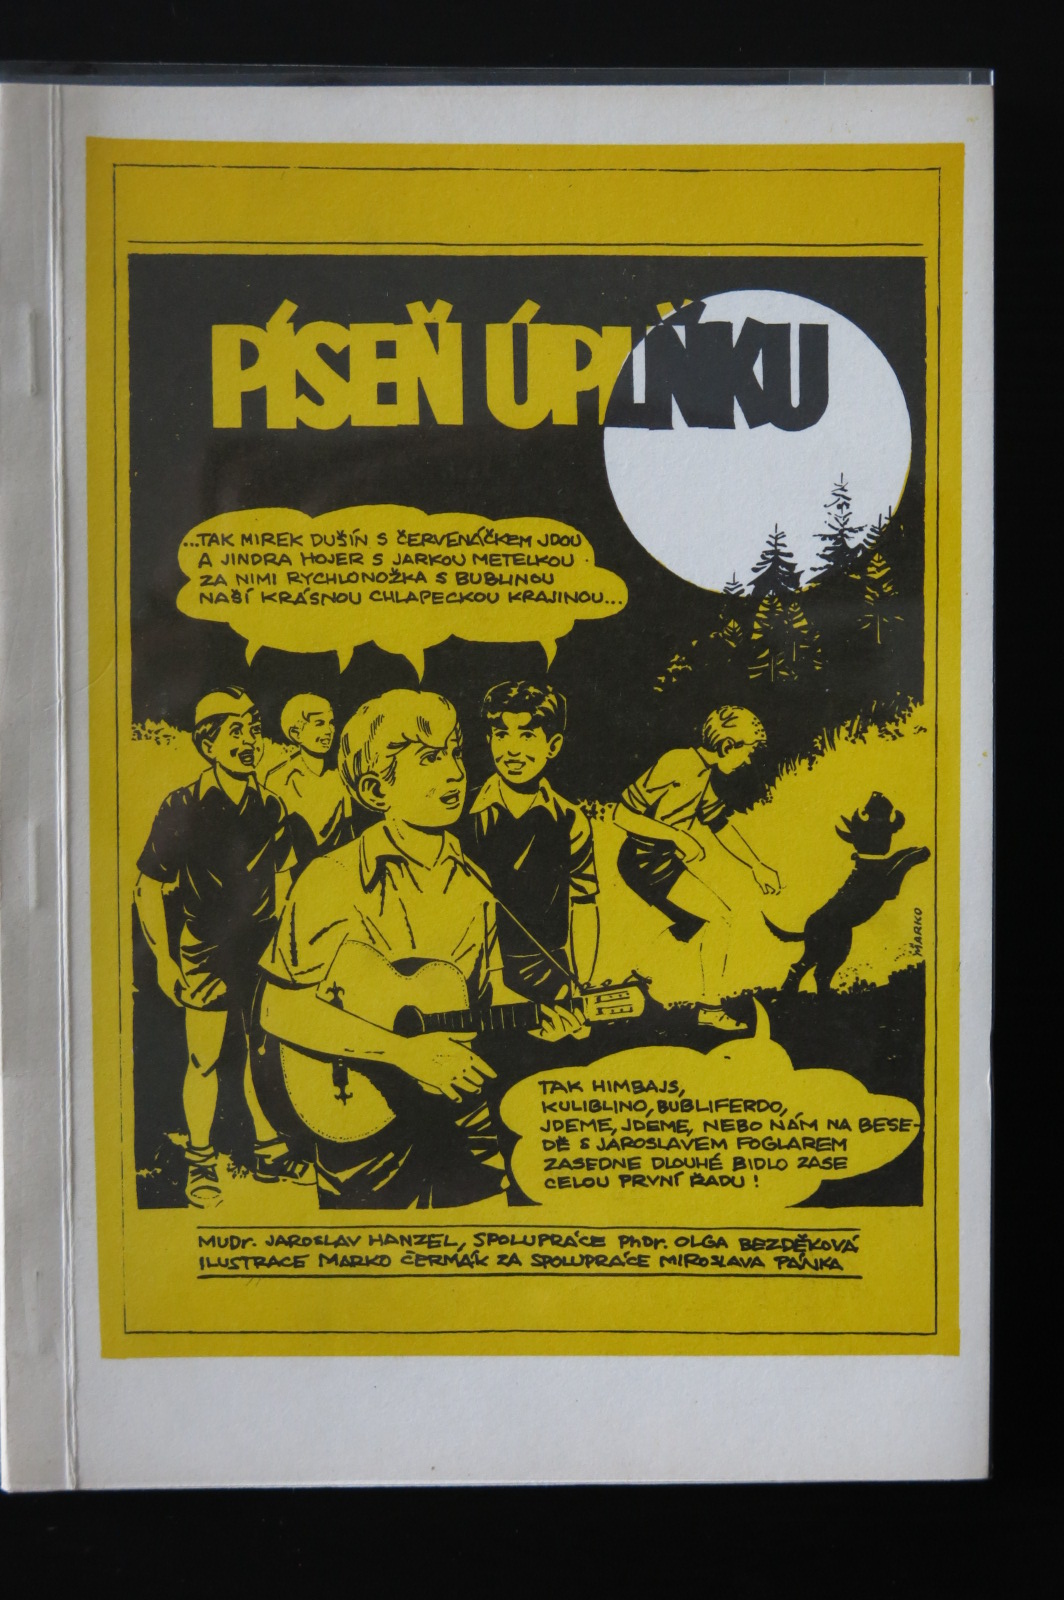 PÍSEŇ ÚPLŇKU
...TAK MIREK DUŠÍN S ČERVENÁČKEM JDOU
A JINDRA HOJER S JARKOU METELKOU
ZA NIMI RYCHLONOŽKA S BUBLINOU
NAŠÍ KRÁSNOU CHLAPECKOU KRAJINOU...
MARKO
TAK HIMBAJS,
KULIBLINO, BUBLIFERDO,
JDEME, JDEME, NEBO NÁM NA BESE-
DĚ S JAROSLAVEM FOGLAREM
ZASEDNE DLOUHÉ BIDLO ZASE
CELOU PRVNÍ ŘADU!
MUDr. JAROSLAV HANZEL, SPOLUPRÁCE PhDr. OLGA BEZDĚKOVÁ
ILUSTRACE MARKO ČERMÁK ZA SPOLUPRÁCE MIROSLAVA PÁNKA